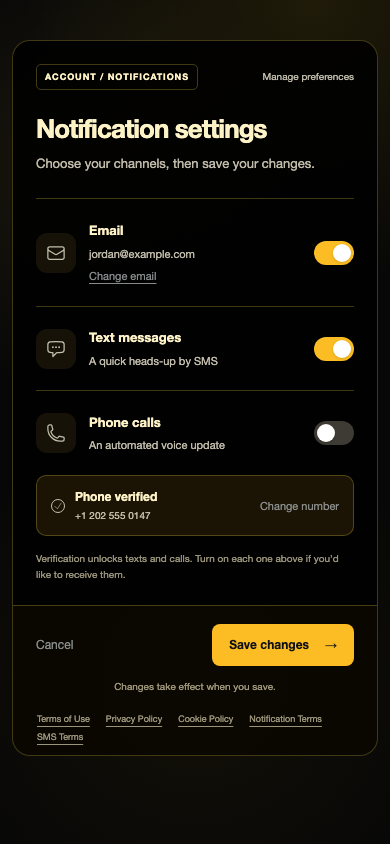 ACCOUNT / NOTIFICATIONS
Manage preferences
Notification settings
Choose your channels, then save your changes.
Email
jordan@example.com
Change email
Text messages
A quick heads-up by SMS
Phone calls
An automated voice update
Phone verified
+1 202 555 0147
Change number
Verification unlocks texts and calls. Turn on each one above if you'd
like to receive them.
Cancel
Save changes →
Changes take effect when you save.
Terms of Use Privacy Policy Cookie Policy Notification Terms
SMS Terms